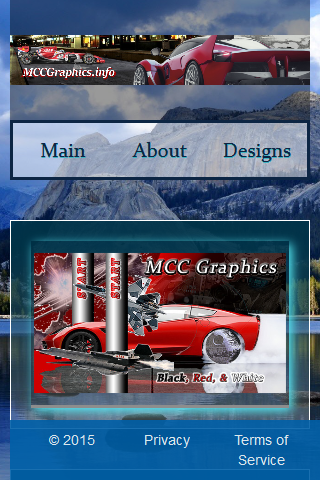 MCCGraphics.info
Main About Designs
MCC Graphics
START
START
Black, Red, & White
© 2015 Privacy Terms of
Service